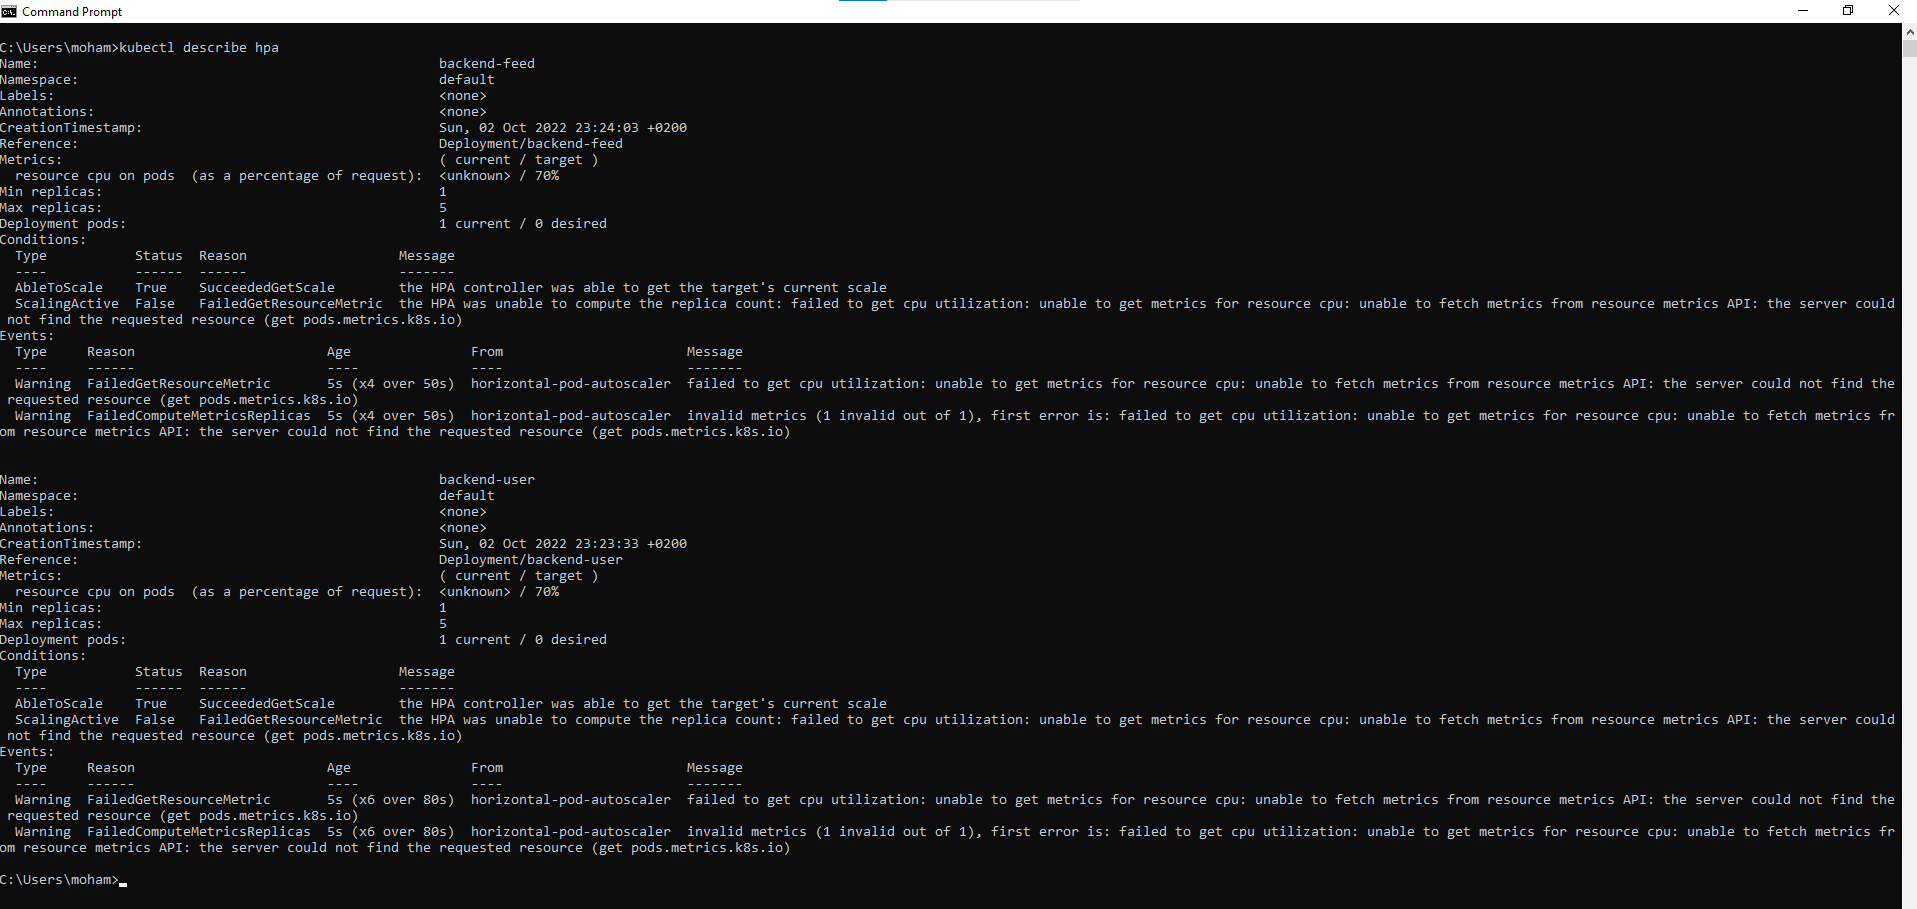 Command Prompt
C:\Users\moham>kubectl describe hpa
Name: backend-feed
Namespace: default
Labels: <none>
Annotations: <none>
CreationTimestamp: Sun, 02 Oct 2022 23:24:03 +0200
Reference: Deployment/backend-feed
Metrics: ( current / target )
resource cpu on pods (as a percentage of request): <unknown> / 70%
Min replicas: 1
Max replicas: 5
Deployment pods: 1 current / 0 desired
Conditions:
Type Status Reason Message
---- ------ ------ -------
AbleToScale True SucceededGetScale the HPA controller was able to get the target's current scale
ScalingActive False FailedGetResourceMetric the HPA was unable to compute the replica count: failed to get cpu utilization: unable to get metrics for resource cpu: unable to fetch metrics from resource metrics API: the server could
not find the requested resource (get pods.metrics.k8s.io)
Events:
Type Reason Age From Message
---- ------ ---- ---- -------
Warning FailedGetResourceMetric 5s (x4 over 50s) horizontal-pod-autoscaler failed to get cpu utilization: unable to get metrics for resource cpu: unable to fetch metrics from resource metrics API: the server could not find the
requested resource (get pods.metrics.k8s.io)
Warning FailedComputeMetricsReplicas 5s (x4 over 50s) horizontal-pod-autoscaler invalid metrics (1 invalid out of 1), first error is: failed to get cpu utilization: unable to get metrics for resource cpu: unable to fetch metrics fr
om resource metrics API: the server could not find the requested resource (get pods.metrics.k8s.io)
Name: backend-user
Namespace: default
Labels: <none>
Annotations: <none>
CreationTimestamp: Sun, 02 Oct 2022 23:23:33 +0200
Reference: Deployment/backend-user
Metrics: ( current / target )
resource cpu on pods (as a percentage of request): <unknown> / 70%
Min replicas: 1
Max replicas: 5
Deployment pods: 1 current / 0 desired
Conditions:
Type Status Reason Message
---- ------ ------ -------
AbleToScale True SucceededGetScale the HPA controller was able to get the target's current scale
ScalingActive False FailedGetResourceMetric the HPA was unable to compute the replica count: failed to get cpu utilization: unable to get metrics for resource cpu: unable to fetch metrics from resource metrics API: the server could
not find the requested resource (get pods.metrics.k8s.io)
Events:
Type Reason Age From Message
---- ------ ---- ---- -------
Warning FailedGetResourceMetric 5s (x6 over 80s) horizontal-pod-autoscaler failed to get cpu utilization: unable to get metrics for resource cpu: unable to fetch metrics from resource metrics API: the server could not find the
requested resource (get pods.metrics.k8s.io)
Warning FailedComputeMetricsReplicas 5s (x6 over 80s) horizontal-pod-autoscaler invalid metrics (1 invalid out of 1), first error is: failed to get cpu utilization: unable to get metrics for resource cpu: unable to fetch metrics fr
om resource metrics API: the server could not find the requested resource (get pods.metrics.k8s.io)
C:\Users\moham>